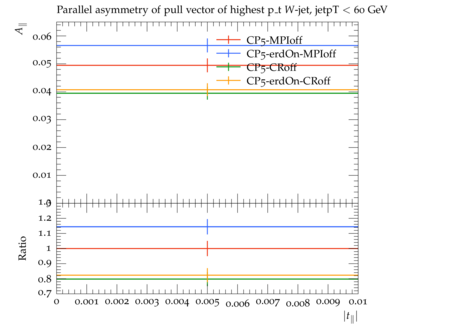 Parallel asymmetry of pull vector of highest p_t W-jet, jetpT < 60 GeV
A∥
0.06
0.05
0.04
0.03
0.02
0.01
CP5-MPIoff
CP5-erdOn-MPIoff
CP5-CRoff
CP5-erdOn-CRoff
Ratio
1.2
1.1
1
0.9
0.8
0.7
0 0.001 0.002 0.003 0.004 0.005 0.006 0.007 0.008 0.009 0.01
|t∥|